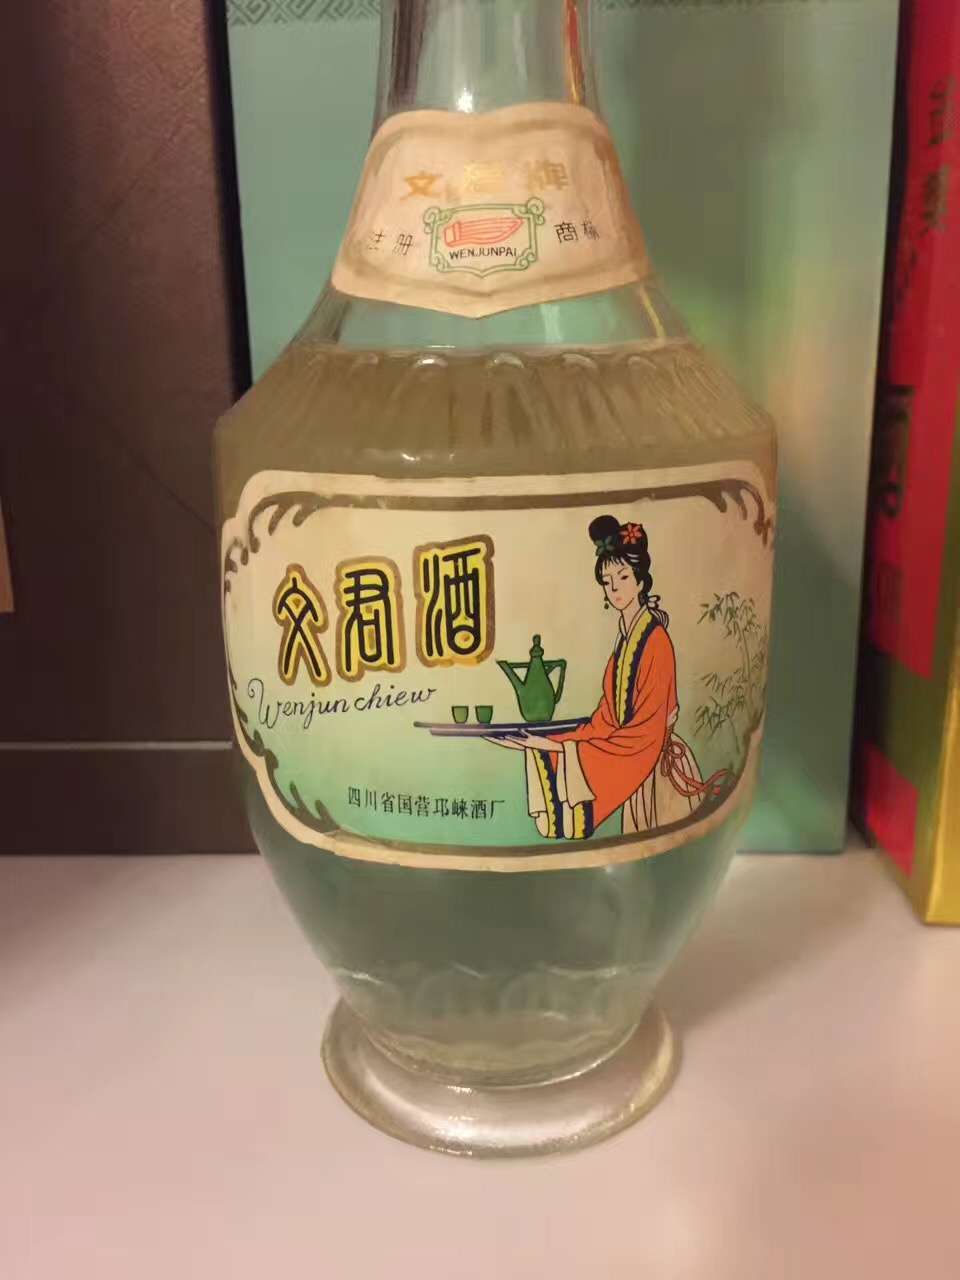 文君牌
注册 商标
WENJUNPAI
文君酒
Wenjun chiew
四川省国营邛崃酒厂